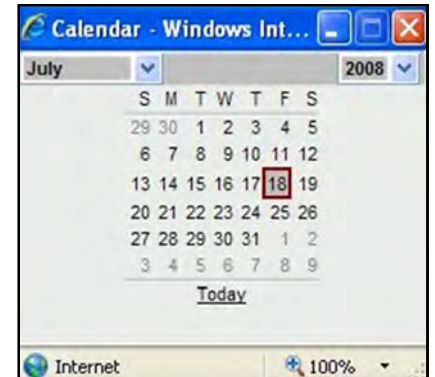 Calendar - Windows Int...
July 2008
S M T W T F S
29 30 1 2 3 4 5
6 7 8 9 10 11 12
13 14 15 16 17 18 19
20 21 22 23 24 25 26
27 28 29 30 31 1 2
3 4 5 6 7 8 9
Today
Internet 100%